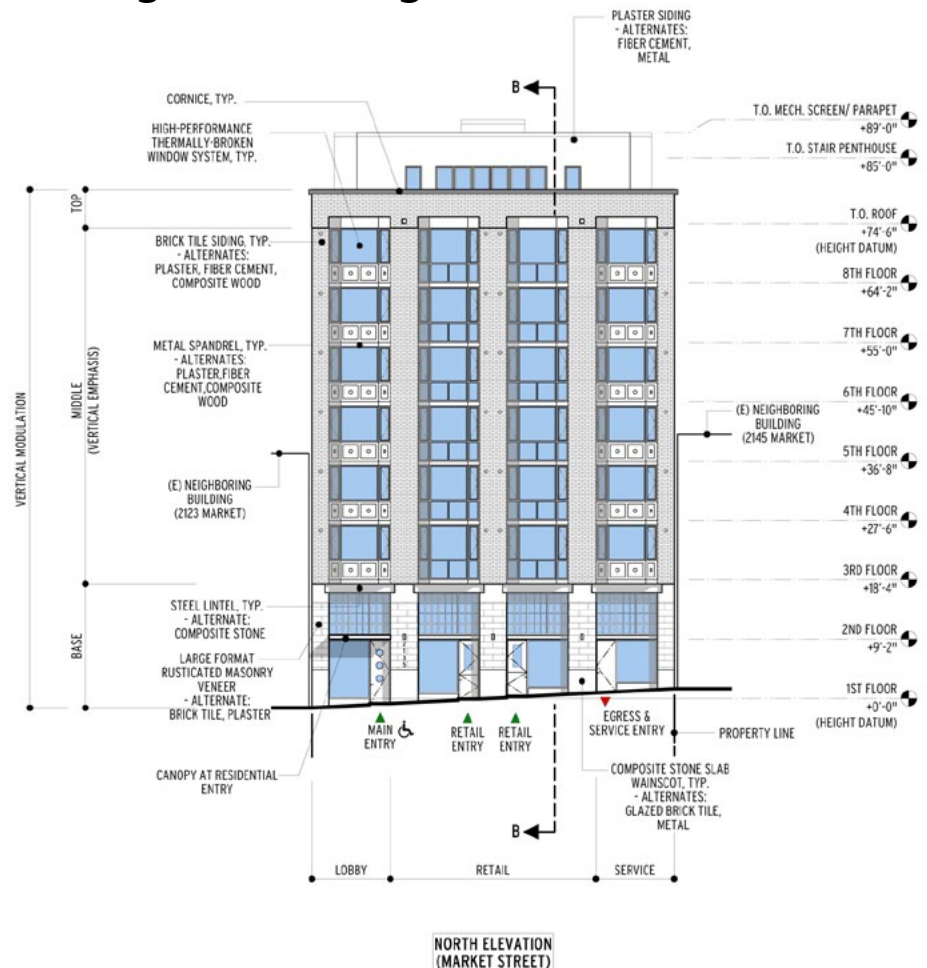 PLASTER SIDING
- ALTERNATES:
FIBER CEMENT,
METAL
B
CORNICE, TYP.
HIGH-PERFORMANCE
THERMALLY-BROKEN
WINDOW SYSTEM, TYP.
T.O. MECH. SCREEN/ PARAPET
+89'-0"
T.O. STAIR PENTHOUSE
+85'-0"
TOP
T.O. ROOF
+74'-6"
(HEIGHT DATUM)
BRICK TILE SIDING, TYP.
- ALTERNATES:
PLASTER, FIBER CEMENT,
COMPOSITE WOOD
8TH FLOOR
+64'-2"
7TH FLOOR
+55'-0"
METAL SPANDREL, TYP.
- ALTERNATES:
PLASTER,FIBER
CEMENT,COMPOSITE
WOOD
VERTICAL MODULATION
MIDDLE
(VERTICAL EMPHASIS)
6TH FLOOR
+45'-10"
(E) NEIGHBORING
BUILDING
(2145 MARKET)
5TH FLOOR
+36'-8"
(E) NEIGHBORING
BUILDING
(2123 MARKET)
4TH FLOOR
+27'-6"
3RD FLOOR
+18'-4"
BASE
STEEL LINTEL, TYP.
- ALTERNATE:
COMPOSITE STONE
2ND FLOOR
+9'-2"
LARGE FORMAT
RUSTICATED MASONRY
VENEER
- ALTERNATE:
BRICK TILE, PLASTER
1ST FLOOR
+0'-0"
(HEIGHT DATUM)
MAIN
ENTRY
RETAIL
ENTRY
RETAIL
ENTRY
EGRESS &
SERVICE ENTRY
PROPERTY LINE
CANOPY AT RESIDENTIAL
ENTRY
COMPOSITE STONE SLAB
WAINSCOT, TYP.
- ALTERNATES:
GLAZED BRICK TILE,
METAL
B
LOBBY
RETAIL
SERVICE
NORTH ELEVATION
(MARKET STREET)